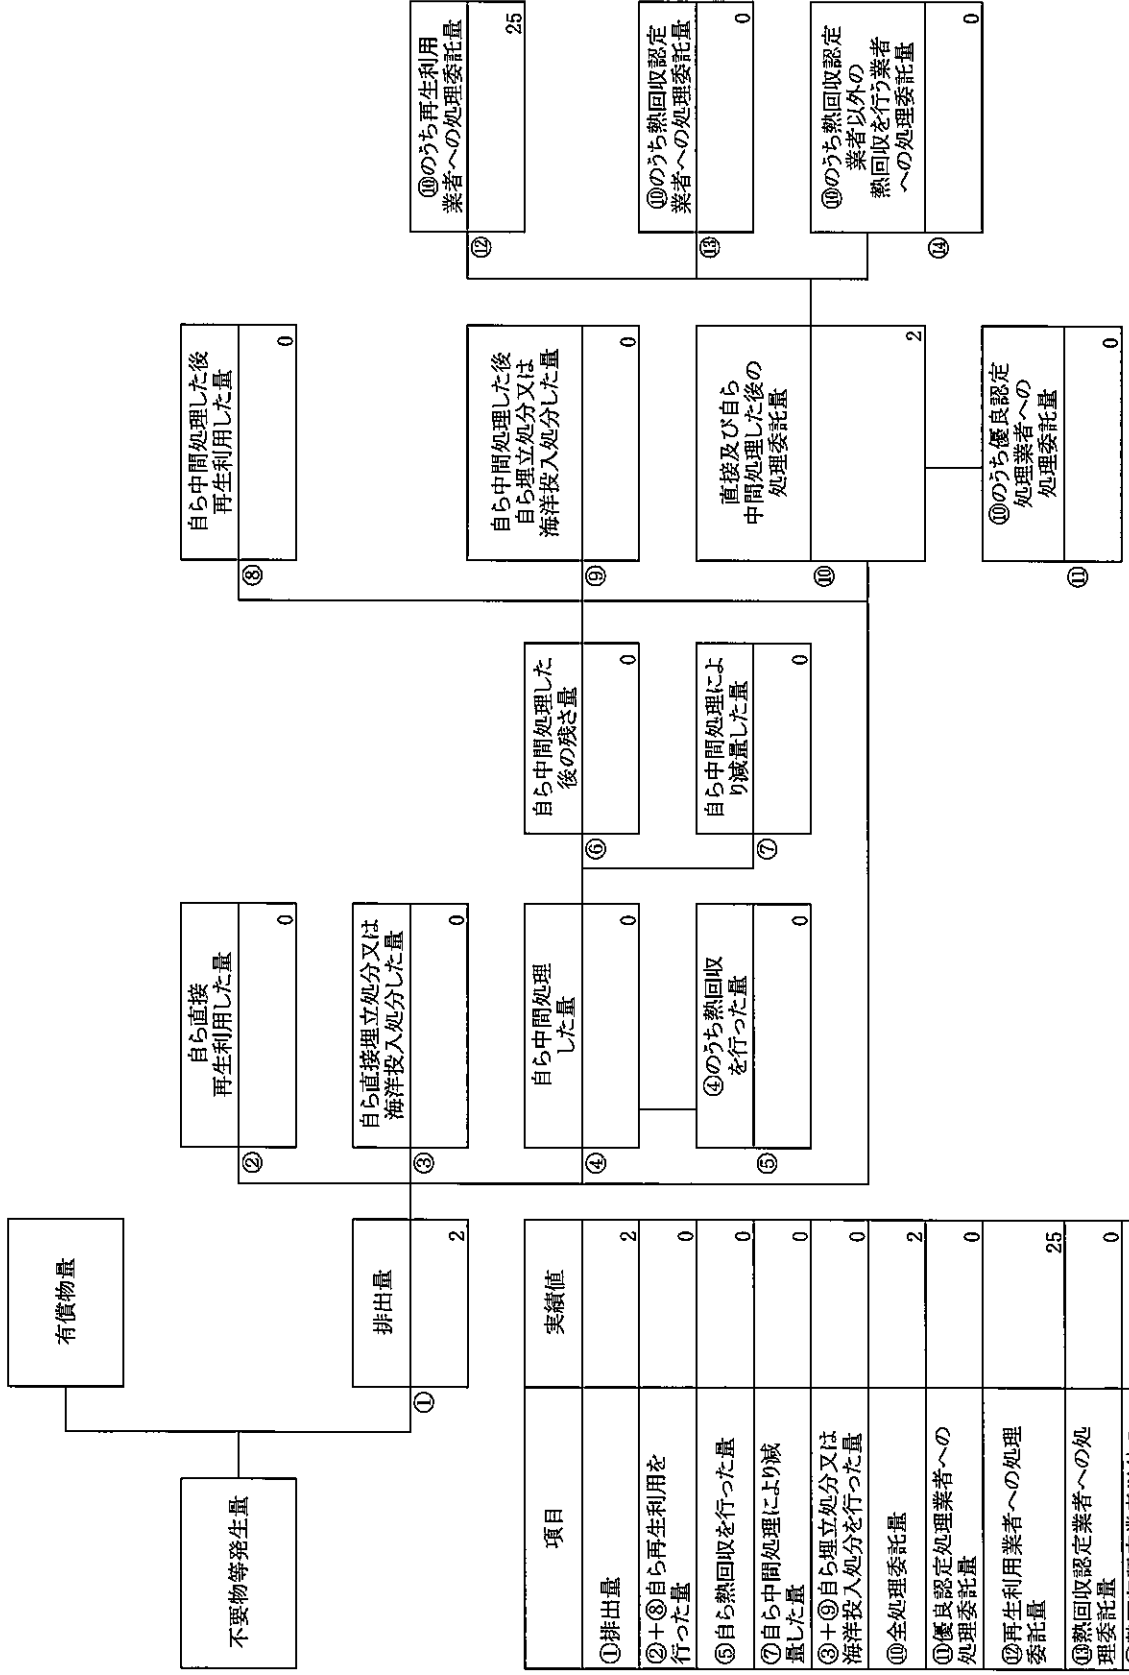 不要物等発生量
有償物量
排出量
①
2
自ら直接
再生利用した量
②
0
自ら直接埋立処分又は
海洋投入処分した量
③
0
自ら中間処理
した量
④
0
④のうち熱回収
を行った量
⑤
0
自ら中間処理した
後の残さ量
⑥
0
自ら中間処理によ
り減量した量
⑦
0
自ら中間処理した後
再生利用した量
⑧
0
自ら中間処理した後
自ら埋立処分又は
海洋投入処分した量
⑨
0
直接及び自ら
中間処理した後の
処理委託量
⑩
2
⑩のうち優良認定
処理業者への
処理委託量
⑪
0
⑩のうち再生利用
業者への処理委託量
⑫
25
⑩のうち熱回収認定
業者への処理委託量
⑬
0
⑩のうち熱回収認定
業者以外の
熱回収を行う業者
への処理委託量
⑭
0
項目 実績値
①排出量 2
②+⑧自ら再生利用を
行った量 0
⑤自ら熱回収を行った量 0
⑦自ら中間処理により減
量した量 0
③+⑨自ら埋立処分又は
海洋投入処分を行った量 0
⑩全処理委託量 2
⑪優良認定処理業者への
処理委託量 0
⑫再生利用業者への処理
委託量 25
⑬熱回収認定業者への処
理委託量 0